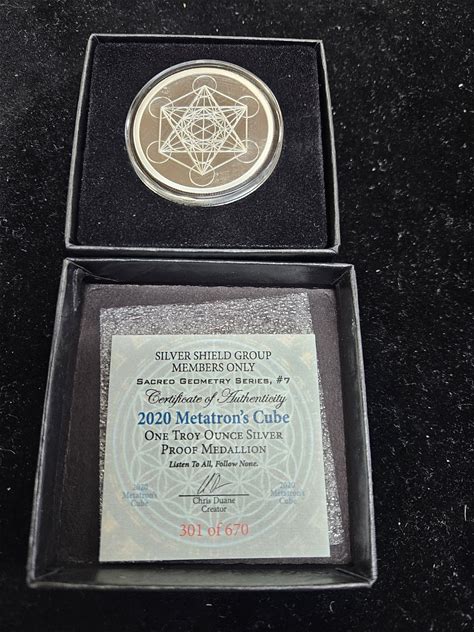 SILVER SHIELD GROUP
MEMBERS ONLY
SACRED GEOMETRY SERIES, #7
Certificate of Authenticity
2020 Metatron's Cube
ONE TROY OUNCE SILVER
PROOF MEDALLION
Listen To All, Follow None.
2020
Metatron's
Cube
Chris Duane
Creator
2020
Metatron's
Cube
301 of 670